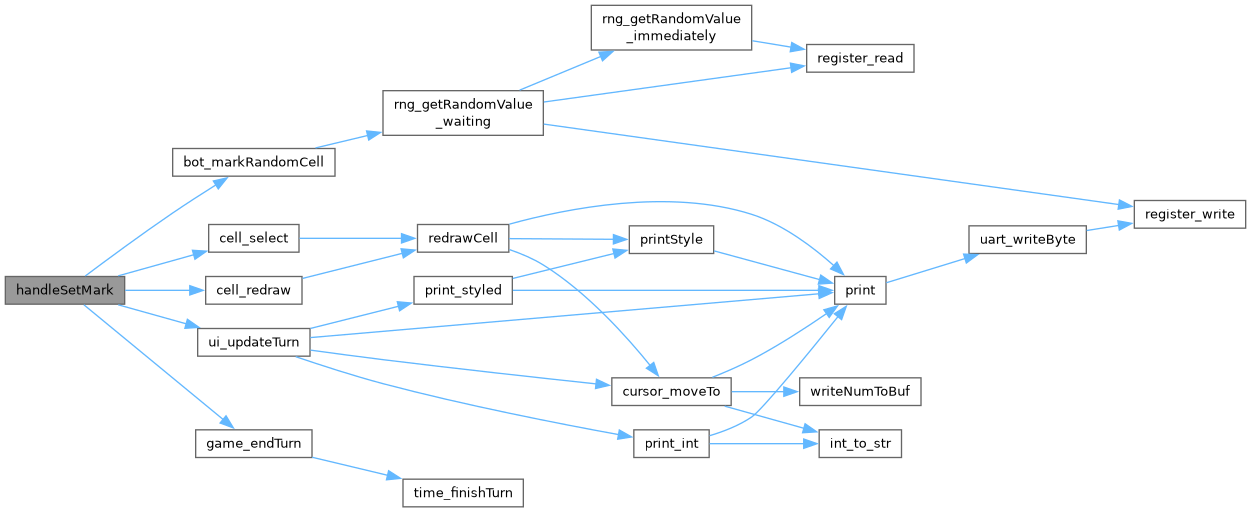 rng_getRandomValue
_immediately
register_read
rng_getRandomValue
_waiting
bot_markRandomCell
register_write
cell_select
redrawCell
printStyle
uart_writeByte
handleSetMark
cell_redraw
print_styled
print
ui_updateTurn
cursor_moveTo
writeNumToBuf
game_endTurn
print_int
int_to_str
time_finishTurn